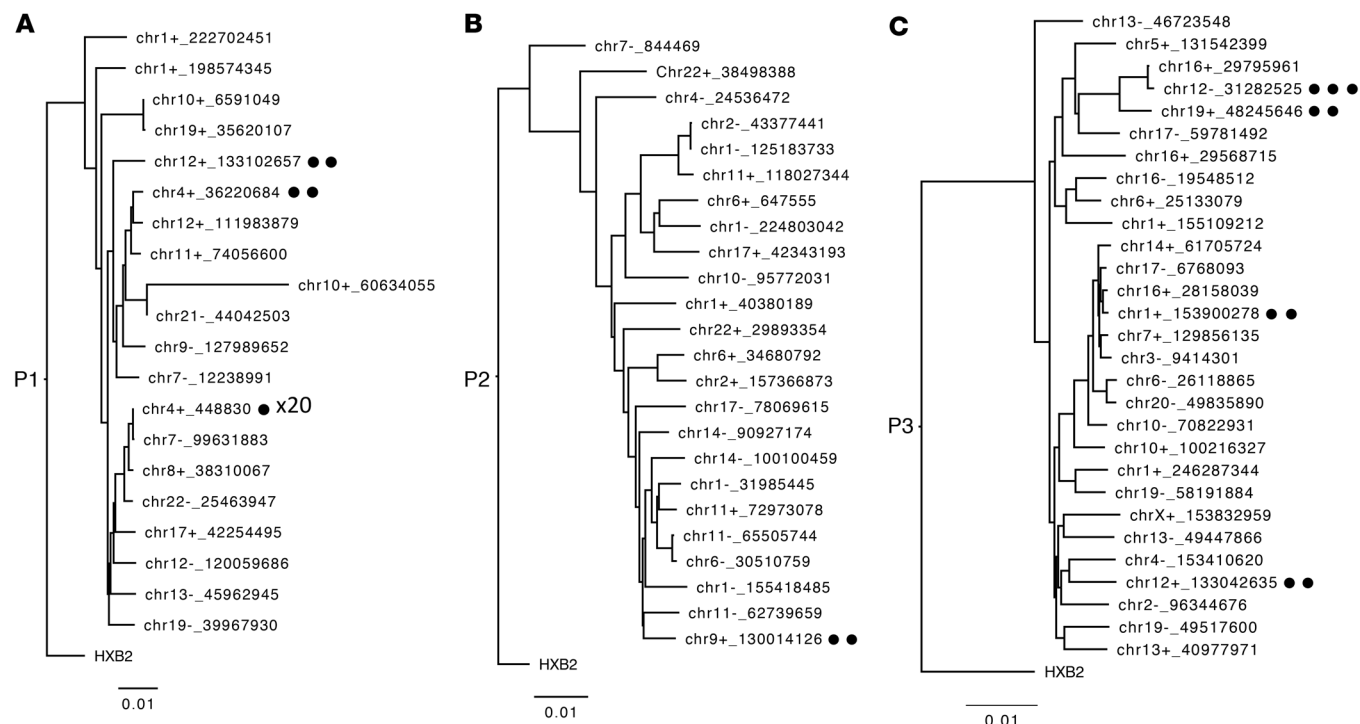 A
chr1+_222702451
chr1+_198574345
chr10+_6591049
chr19+_35620107
chr12+_133102657
chr4+_36220684
chr12+_111983879
chr11+_74056600
chr10+_60634055
chr21-_44042503
chr9-_127989652
P1
chr7-_12238991
chr4+_448830 x20
chr7-_99631883
chr8+_38310067
chr22-_25463947
chr17+_42254495
chr12-_120059686
chr13-_45962945
chr19-_39967930
HXB2
0.01
B
chr7-_844469
Chr22+_38498388
chr4-_24536472
chr2-_43377441
chr1-_125183733
chr11+_118027344
chr6+_647555
chr1-_224803042
chr17+_42343193
chr10-_95772031
chr1+_40380189
chr22+_29893354
chr6+_34680792
P2
chr2+_157366873
chr17-_78069615
chr14-_90927174
chr14-_100100459
chr1-_31985445
chr11+_72973078
chr11-_65505744
chr6-_30510759
chr1-_155418485
chr11-_62739659
chr9+_130014126
HXB2
0.01
C
chr13-_46723548
chr5+_131542399
chr16+_29795961
chr12-_31282525
chr19+_48245646
chr17-_59781492
chr16+_29568715
chr16-_19548512
chr6+_25133079
chr1+_155109212
chr14+_61705724
chr17-_6768093
chr16+_28158039
chr1+_153900278
chr7+_129856135
chr3-_9414301
chr6-_26118865
chr20-_49835890
P3
chr10-_70822931
chr10+_100216327
chr1+_246287344
chr19-_58191884
chrX+_153832959
chr13-_49447866
chr4-_153410620
chr12+_133042635
chr2-_96344676
chr19-_49517600
chr13+_40977971
HXB2
0.01